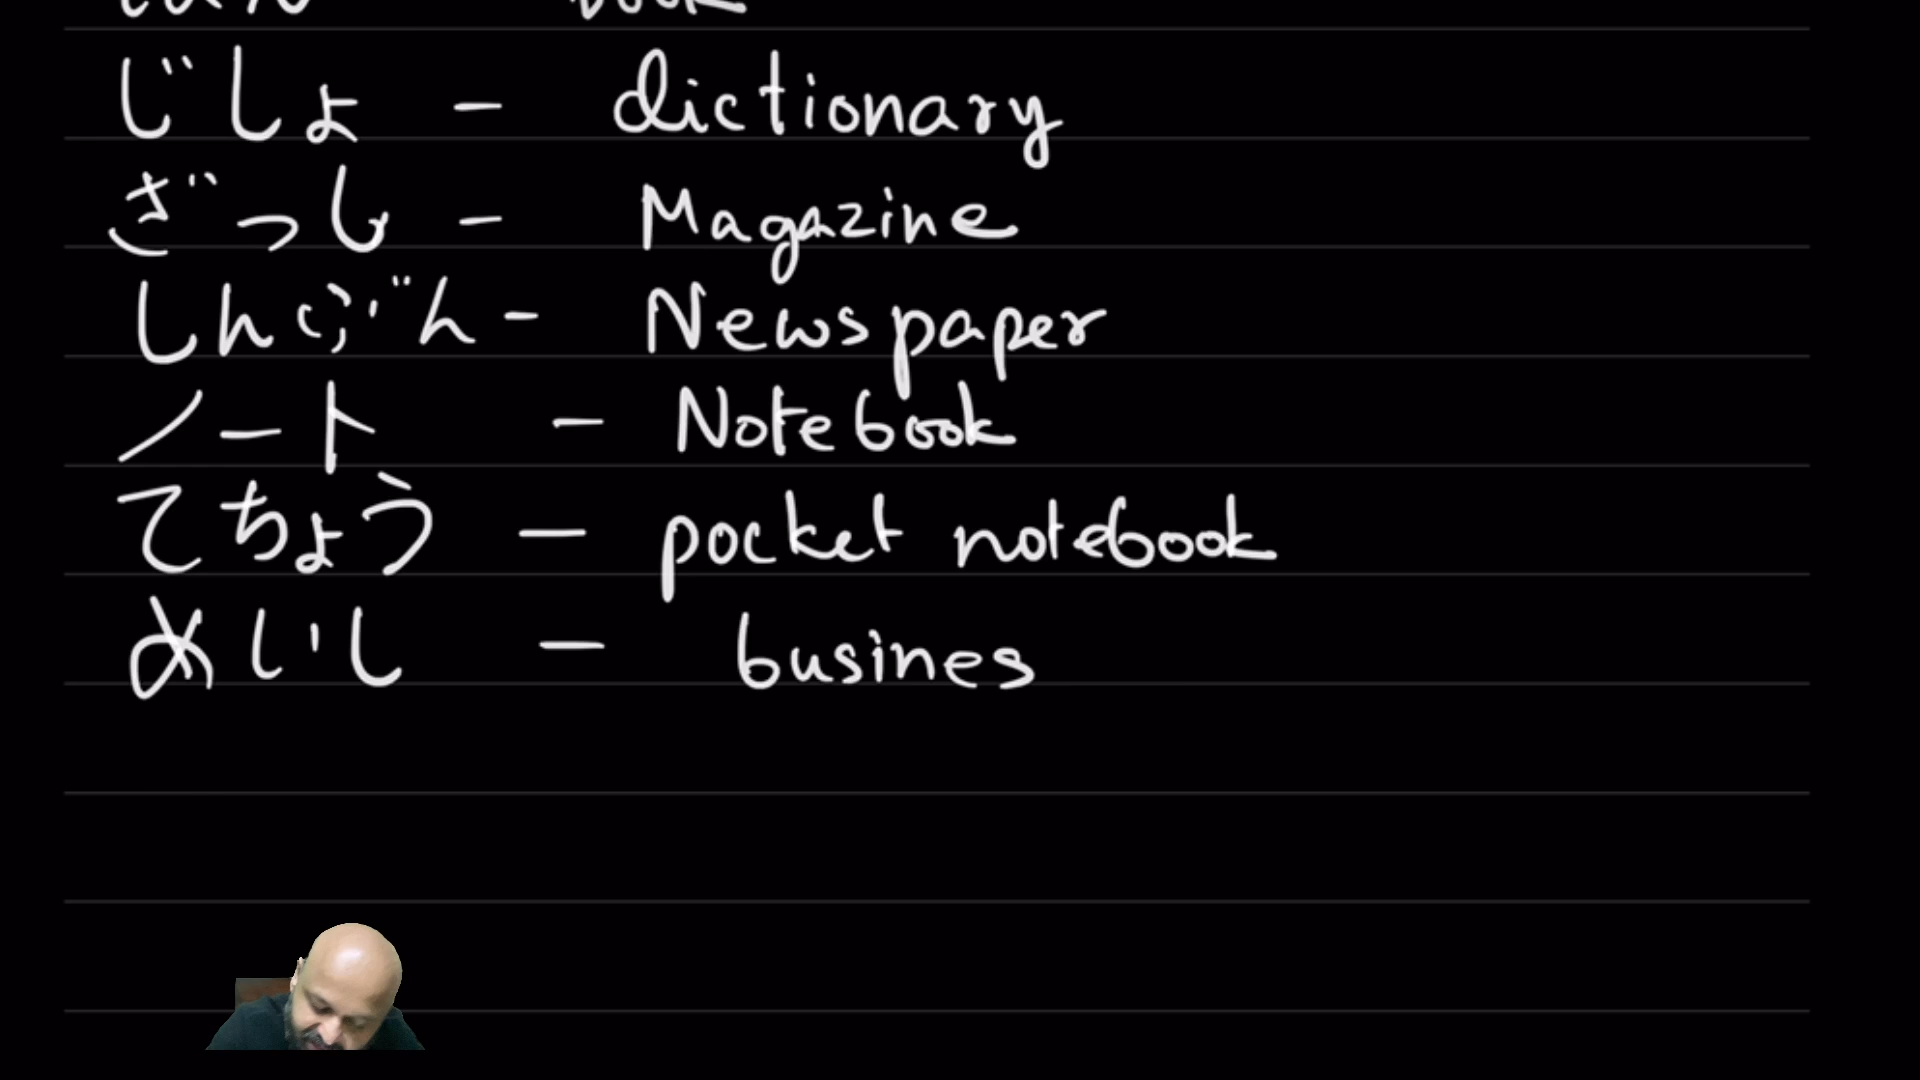 じしょ - dictionary
ざっし - Magazine
しんぶん - Newspaper
ノート - Notebook
てちょう - pocket notebook
めいし - busines